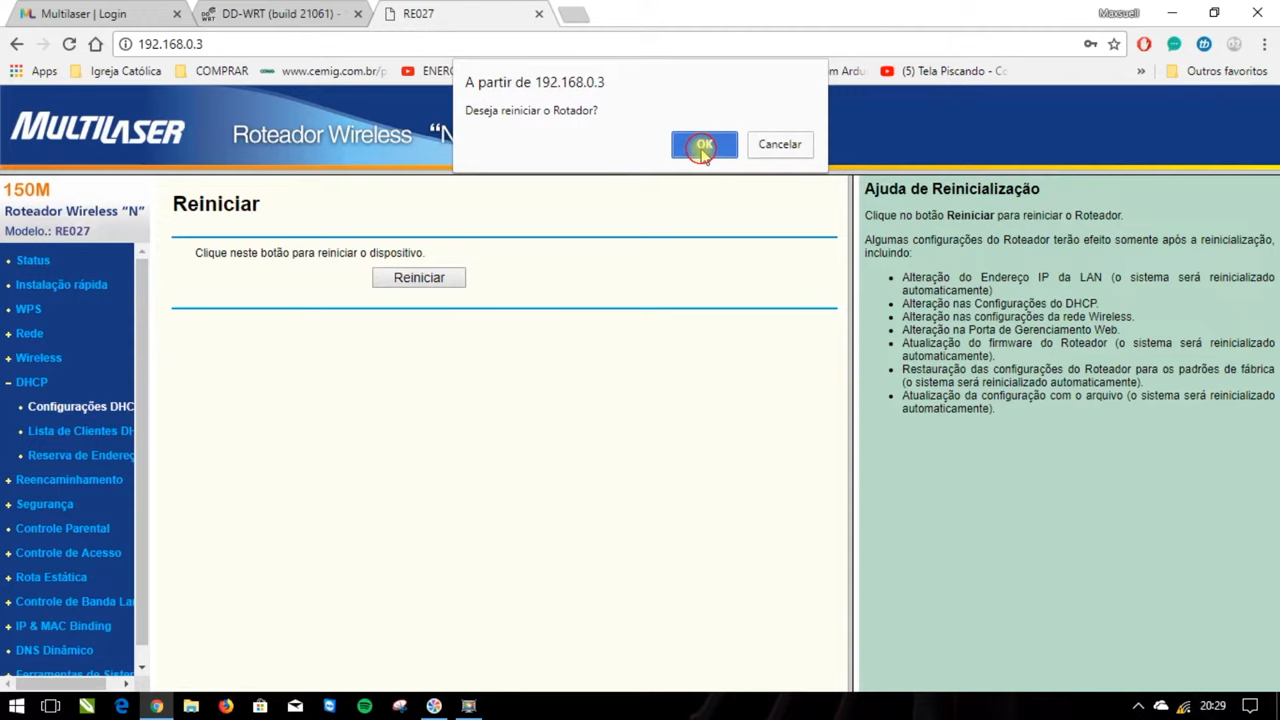 Multilaser | Login
DD-WRT (build 21061) -
RE027
Maxsuell
192.168.0.3
Apps
Igreja Católica
COMPRAR
www.cemig.com.br/p
ENERG
m Ardu
(5) Tela Piscando - Co
»
Outros favoritos
A partir de 192.168.0.3
Deseja reiniciar o Rotador?
OK
Cancelar
MULTILASER
Roteador Wireless “N
150M
Roteador Wireless “N”
Modelo.: RE027
Status
Instalação rápida
WPS
Rede
Wireless
DHCP
Configurações DHC
Lista de Clientes DH
Reserva de Endereç
Reencaminhamento
Segurança
Controle Parental
Controle de Acesso
Rota Estática
Controle de Banda Lar
IP & MAC Binding
DNS Dinâmico
Ferramentas de Sister
Reiniciar
Clique neste botão para reiniciar o dispositivo.
Reiniciar
Ajuda de Reinicialização
Clique no botão Reiniciar para reiniciar o Roteador.
Algumas configurações do Roteador terão efeito somente após a reinicialização,
incluindo:
• Alteração do Endereço IP da LAN (o sistema será reinicializado
automaticamente)
• Alteração nas Configurações do DHCP.
• Alteração nas configurações da rede Wireless.
• Alteração na Porta de Gerenciamento Web.
• Atualização do firmware do Roteador (o sistema será reinicializado
automaticamente).
• Restauração das configurações do Roteador para os padrões de fábrica
(o sistema será reinicializado automaticamente).
• Atualização da configuração com o arquivo (o sistema será reinicializado
automaticamente).
20:29